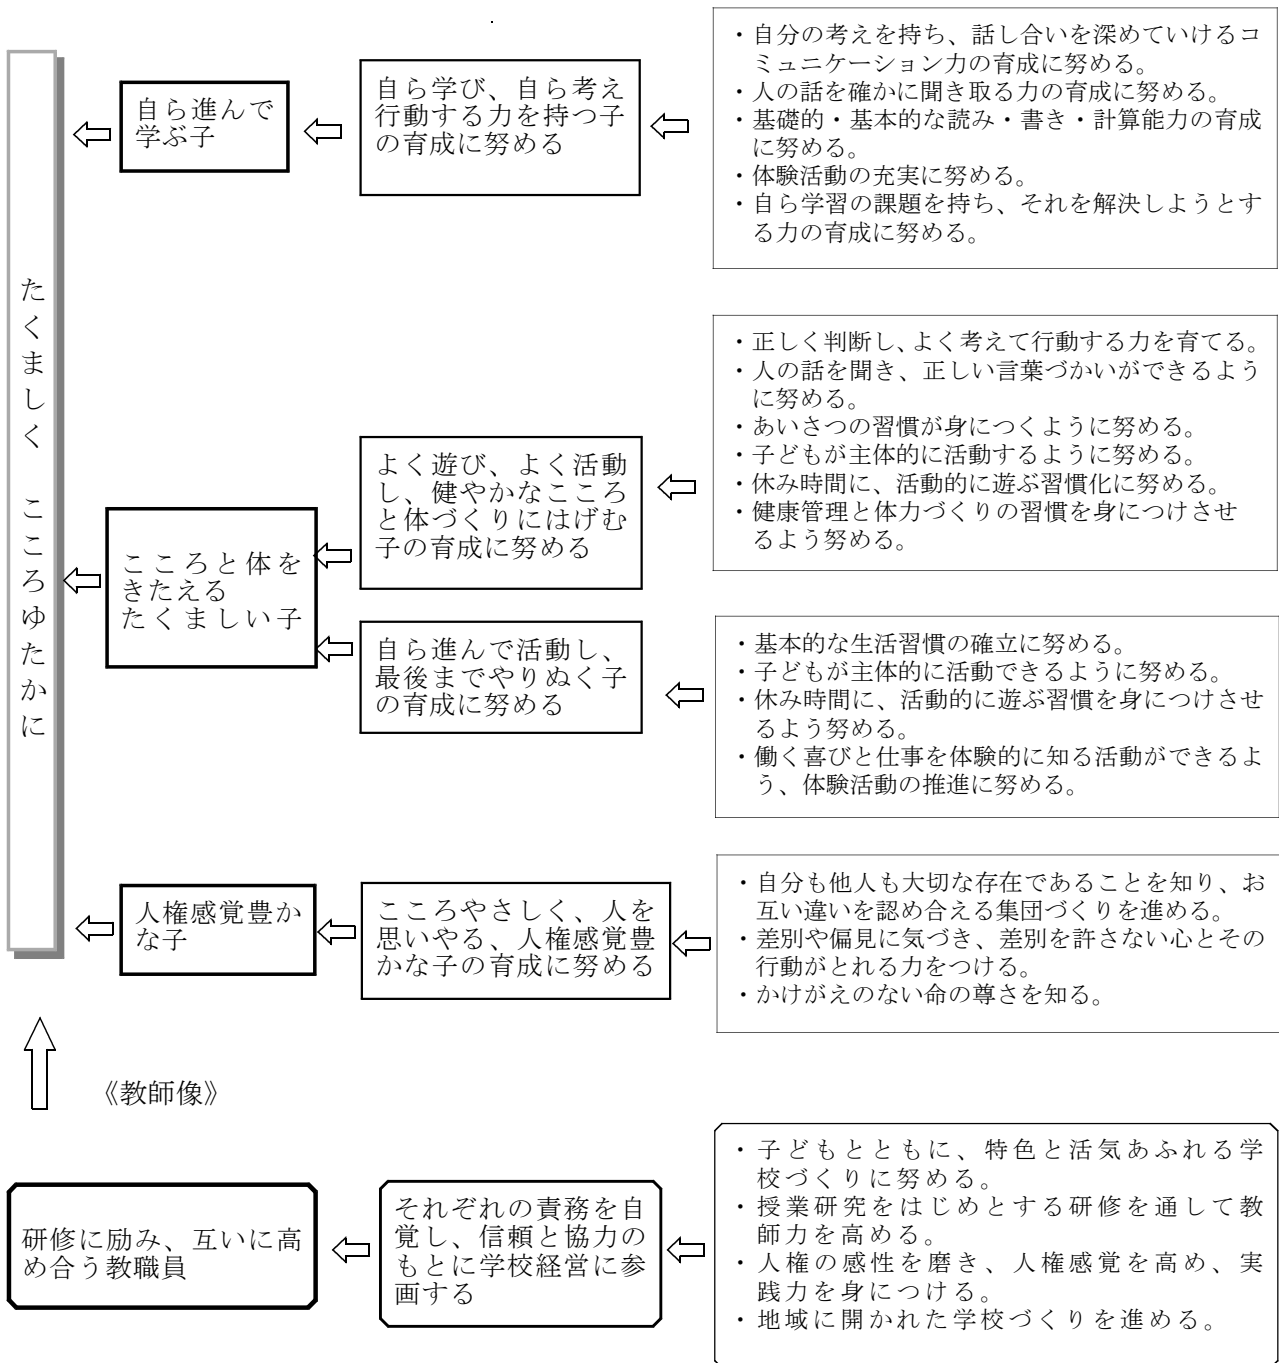 たくましく　こころゆたかに
自ら進んで
学ぶ子
自ら学び、自ら考え
行動する力を持つ子
の育成に努める
・自分の考えを持ち、話し合いを深めていけるコ
ミュニケーション力の育成に努める。
・人の話を確かに聞き取る力の育成に努める。
・基礎的・基本的な読み・書き・計算能力の育成
に努める。
・体験活動の充実に努める。
・自ら学習の課題を持ち、それを解決しようとす
る力の育成に努める。
こころと体を
きたえる
たくましい子
よく遊び、よく活動
し、健やかなこころ
と体づくりにはげむ
子の育成に努める
・正しく判断し、よく考えて行動する力を育てる。
・人の話を聞き、正しい言葉づかいができるよう
に努める。
・あいさつの習慣が身につくように努める。
・子どもが主体的に活動するように努める。
・休み時間に、活動的に遊ぶ習慣化に努める。
・健康管理と体力づくりの習慣を身につけさせ
るよう努める。
自ら進んで活動し、
最後までやりぬく子
の育成に努める
・基本的な生活習慣の確立に努める。
・子どもが主体的に活動できるように努める。
・休み時間に、活動的に遊ぶ習慣を身につけさせ
るよう努める。
・働く喜びと仕事を体験的に知る活動ができるよ
う、体験活動の推進に努める。
人権感覚豊か
な子
こころやさしく、人を
思いやる、人権感覚豊
かな子の育成に努める
・自分も他人も大切な存在であることを知り、お
互い違いを認め合える集団づくりを進める。
・差別や偏見に気づき、差別を許さない心とその
行動がとれる力をつける。
・かけがえのない命の尊さを知る。
《教師像》
研修に励み、互いに高
め合う教職員
それぞれの責務を自
覚し、信頼と協力の
もとに学校経営に参
画する
・子どもとともに、特色と活気あふれる学
校づくりに努める。
・授業研究をはじめとする研修を通して教
師力を高める。
・人権の感性を磨き、人権感覚を高め、実
践力を身につける。
・地域に開かれた学校づくりを進める。